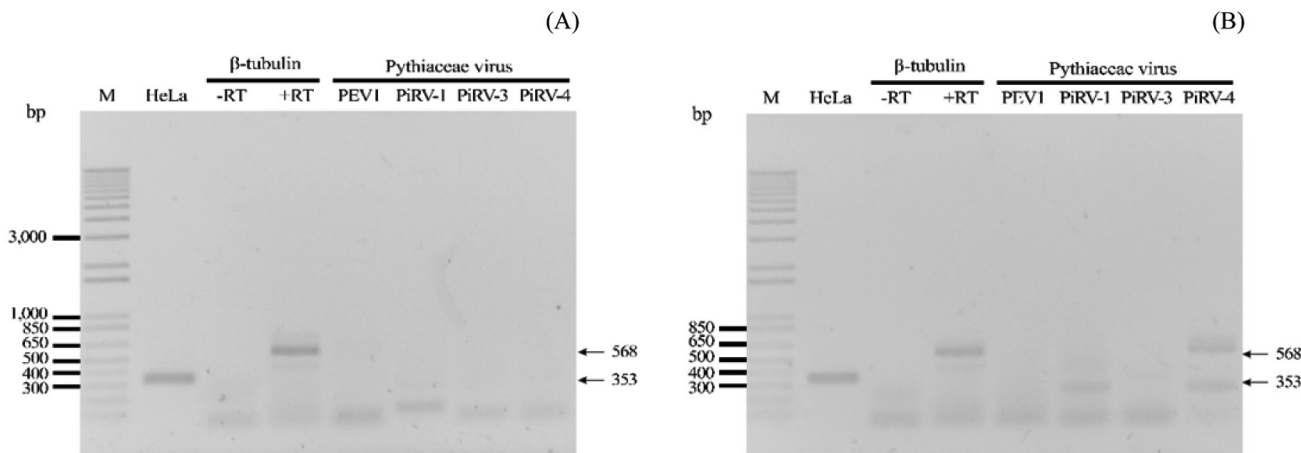 (A)
β-tubulin Pythiaceae virus
M HeLa -RT +RT PEV1 PiRV-1 PiRV-3 PiRV-4
bp
3,000
1,000
850
650
500
400
300
568
353
(B)
β-tubulin Pythiaceae virus
M HeLa -RT +RT PEV1 PiRV-1 PiRV-3 PiRV-4
bp
850
650
500
400
300
568
353